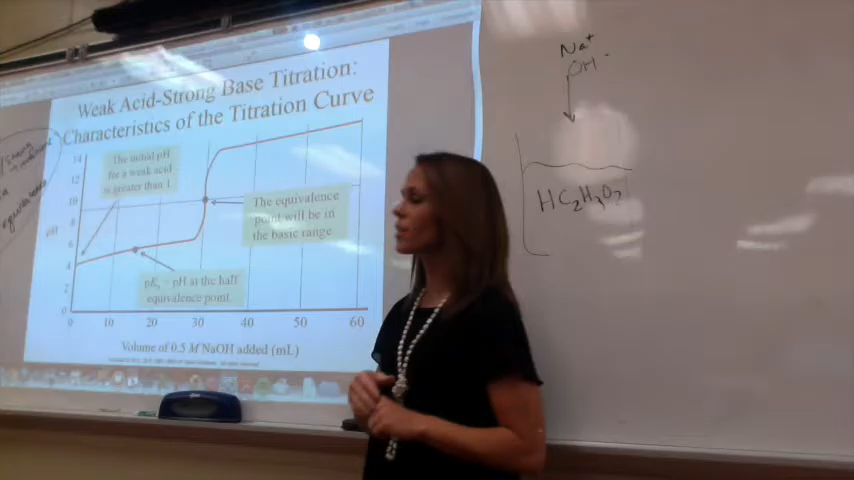 Weak Acid-Strong Base Titration:
Characteristics of the Titration Curve
The initial pH
for a weak acid
is greater than 1.
The equivalence
point will be in
the basic range
pKa = pH at the half
equivalence point.
pH
14
12
10
8
6
4
2
0
0 10 20 30 40 50 60
Volume of 0.5 M NaOH added (mL)
Na+
OH-
HC2H3O2